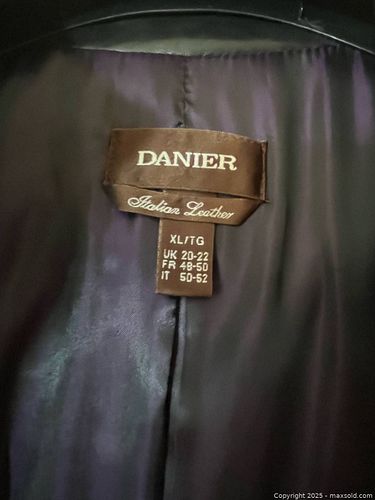 DANIER
Italian Leather
XL/TG
UK 20-22
FR 48-50
IT 50-52
Copyright 2025 - maxsold.com